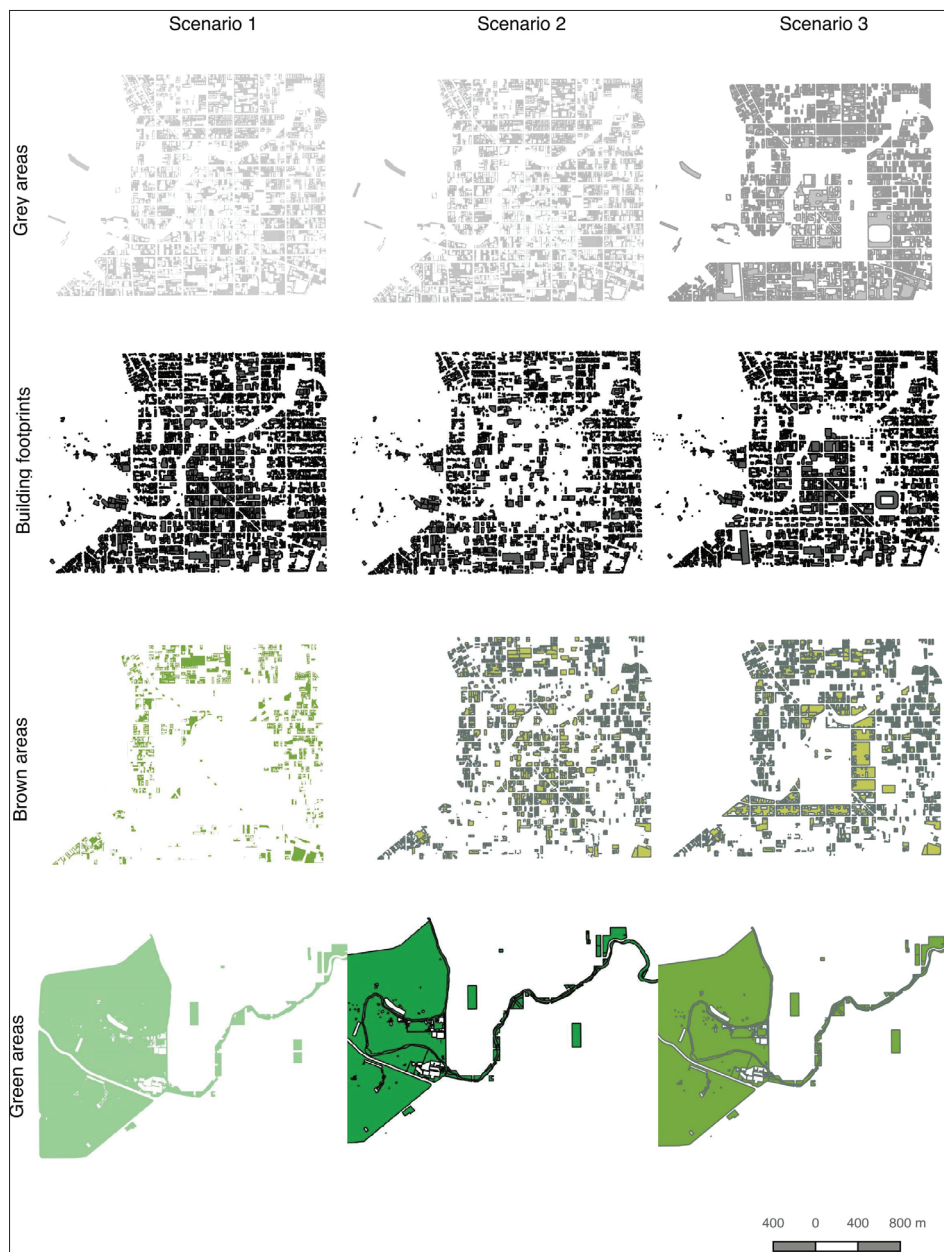 Scenario 1
Scenario 2
Scenario 3
Grey areas
Building footprints
Brown areas
Green areas
400 0 400 800 m